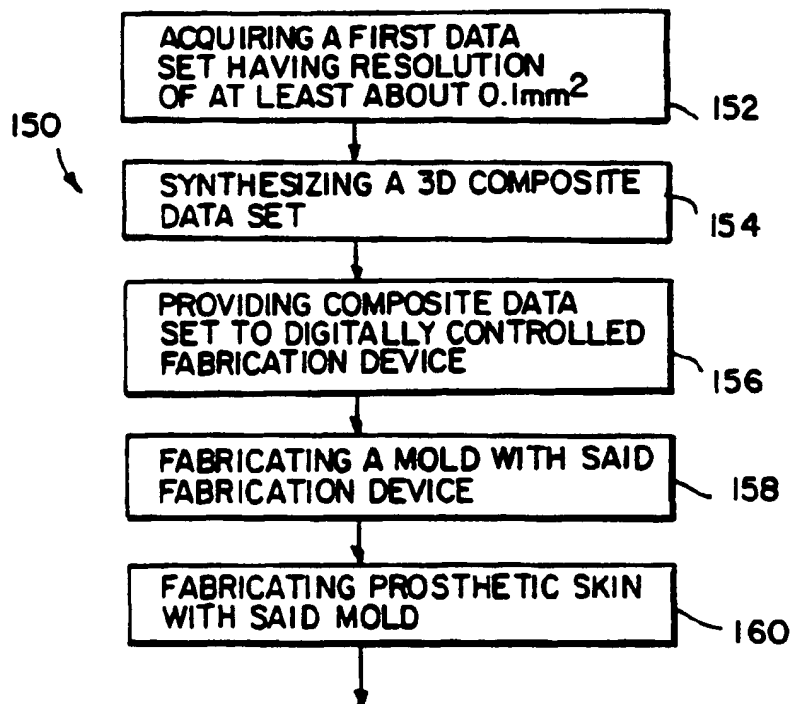 ACQUIRING A FIRST DATA
SET HAVING RESOLUTION
OF AT LEAST ABOUT 0.1mm²
152
150
SYNTHESIZING A 3D COMPOSITE
DATA SET
154
PROVIDING COMPOSITE DATA
SET TO DIGITALLY CONTROLLED
FABRICATION DEVICE
156
FABRICATING A MOLD WITH SAID
FABRICATION DEVICE
158
FABRICATING PROSTHETIC SKIN
WITH SAID MOLD
160